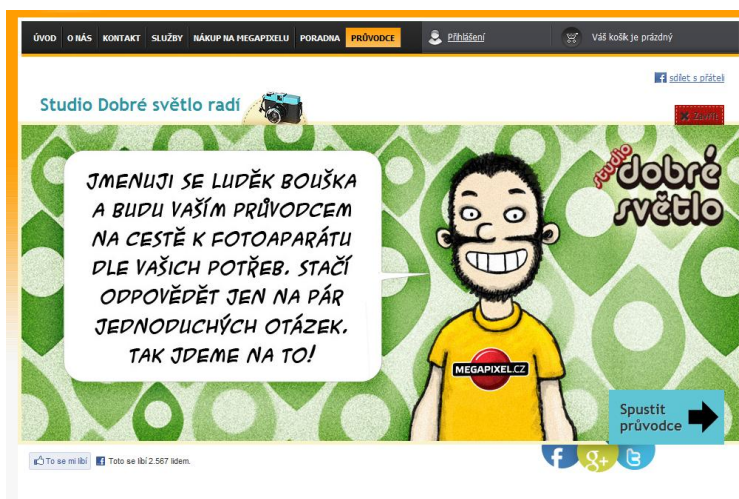 ÚVOD O NÁS KONTAKT SLUŽBY NÁKUP NA MEGAPIXELU PORADNA PRŮVODCE Přihlášení Váš košík je prázdný
sdílet s přáteli
Studio Dobré světlo radí
Zavřít
JMENUJI SE LUDĚK BOUŠKA
A BUDU VAŠÍM PRŮVODCEM
NA CESTĚ K FOTOAPARÁTU
DLE VAŠICH POTŘEB. STAČÍ
ODPOVĚDĚT JEN NA PÁR
JEDNODUCHÝCH OTÁZEK.
TAK JDEME NA TO!
studio
dobré
světlo
MEGAPIXEL.CZ
Spustit
průvodce
To se mi líbí Toto se líbí 2.567 lidem.